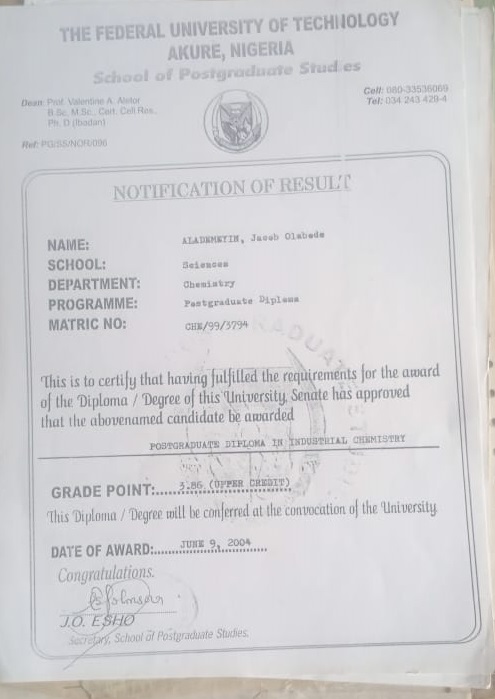 THE FEDERAL UNIVERSITY OF TECHNOLOGY
AKURE, NIGERIA
School of Postgraduate Studies
Dean: Prof. Valentine A. Aletor
B.Sc, M.Sc., Cert. Cell Res.,
Ph. D (Ibadan)
Cell: 080-33536069
Tel: 034 243 429-4
Ref: PG/SS/NOR/096
NOTIFICATION OF RESULT
NAME: ALADEMETIN, Jacob Olabode
SCHOOL: Sciences
DEPARTMENT: Chemistry
PROGRAMME: Postgraduate Diploma
MATRIC NO: CHE/99/3794
This is to certify that having fulfilled the requirements for the award
of the Diploma / Degree of this University, Senate has approved
that the abovenamed candidate be awarded
POSTGRADUATE DIPLOMA IN INDUSTRIAL CHEMISTRY
GRADE POINT: 3.86 (UPPER CREDIT)
This Diploma / Degree will be conferred at the convocation of the University.
DATE OF AWARD: JUNE 9, 2004
Congratulations.
J.O. ESHO
Secretary, School of Postgraduate Studies.